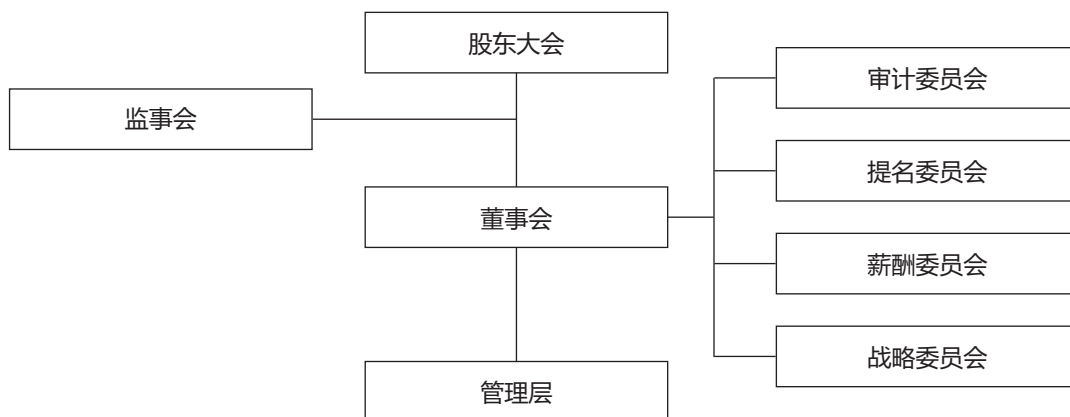 股东大会
监事会
董事会
管理层
审计委员会
提名委员会
薪酬委员会
战略委员会